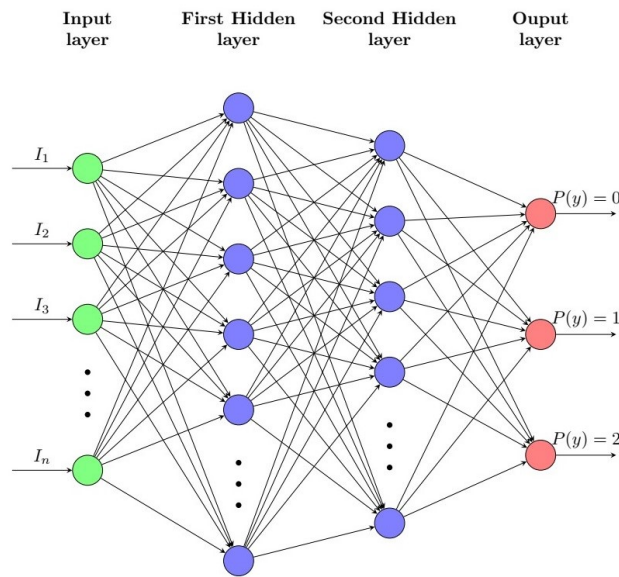 Input
layer
First Hidden
layer
Second Hidden
layer
Ouput
layer
I₁
I₂
I₃
Iₙ
P(y) = 0
P(y) = 1
P(y) = 2